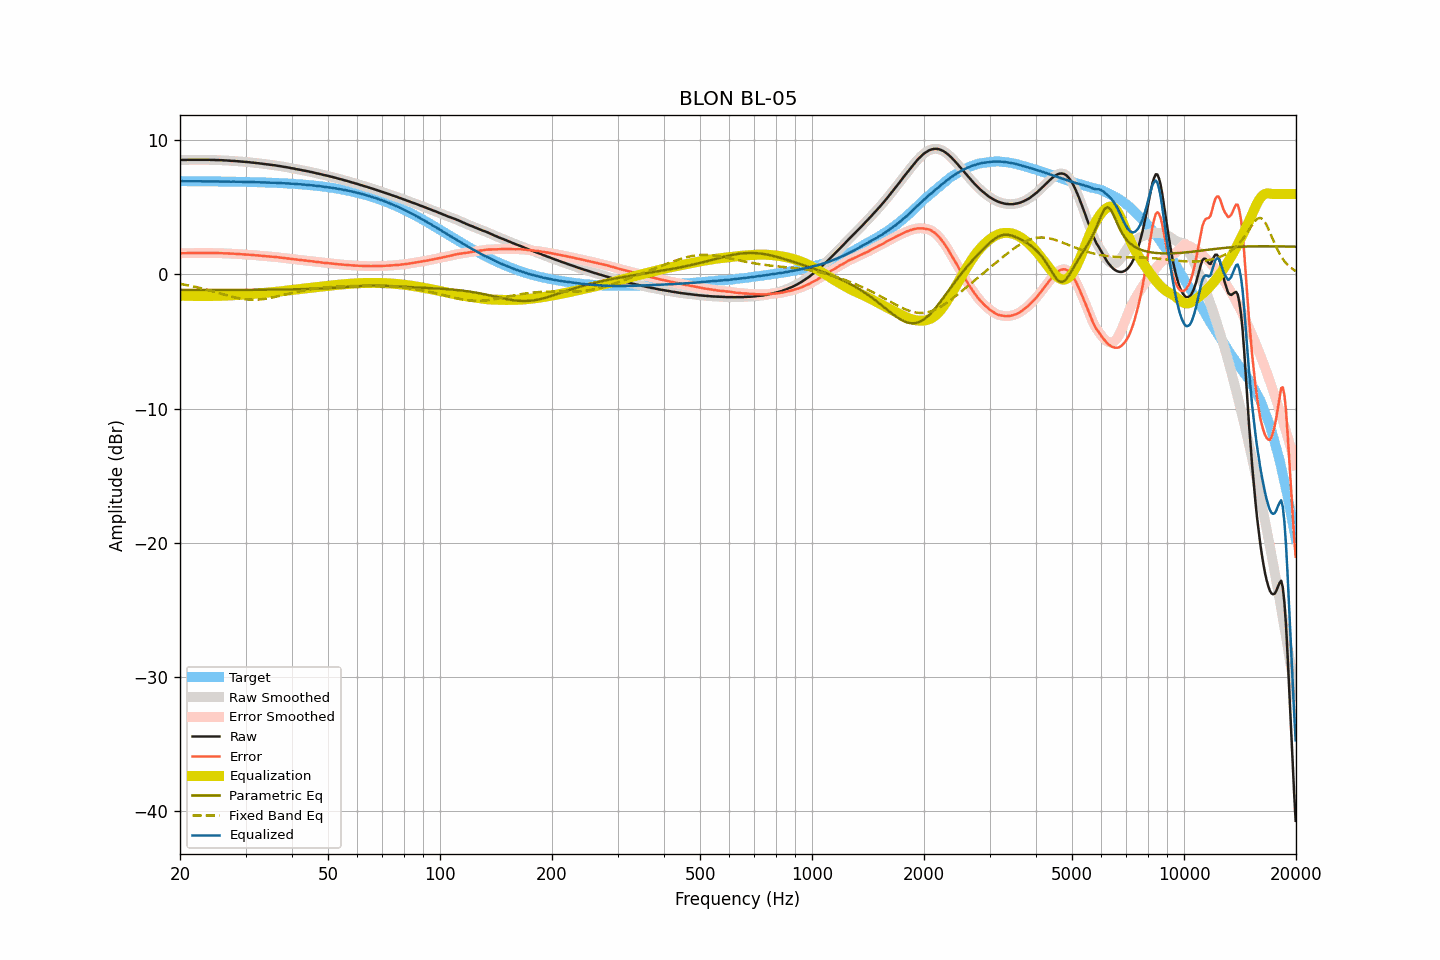 BLON BL-05
Amplitude (dBr)
10
0
−10
−20
−30
−40
Target
Raw Smoothed
Error Smoothed
Raw
Error
Equalization
Parametric Eq
Fixed Band Eq
Equalized
20 50 100 200 500 1000 2000 5000 10000 20000
Frequency (Hz)